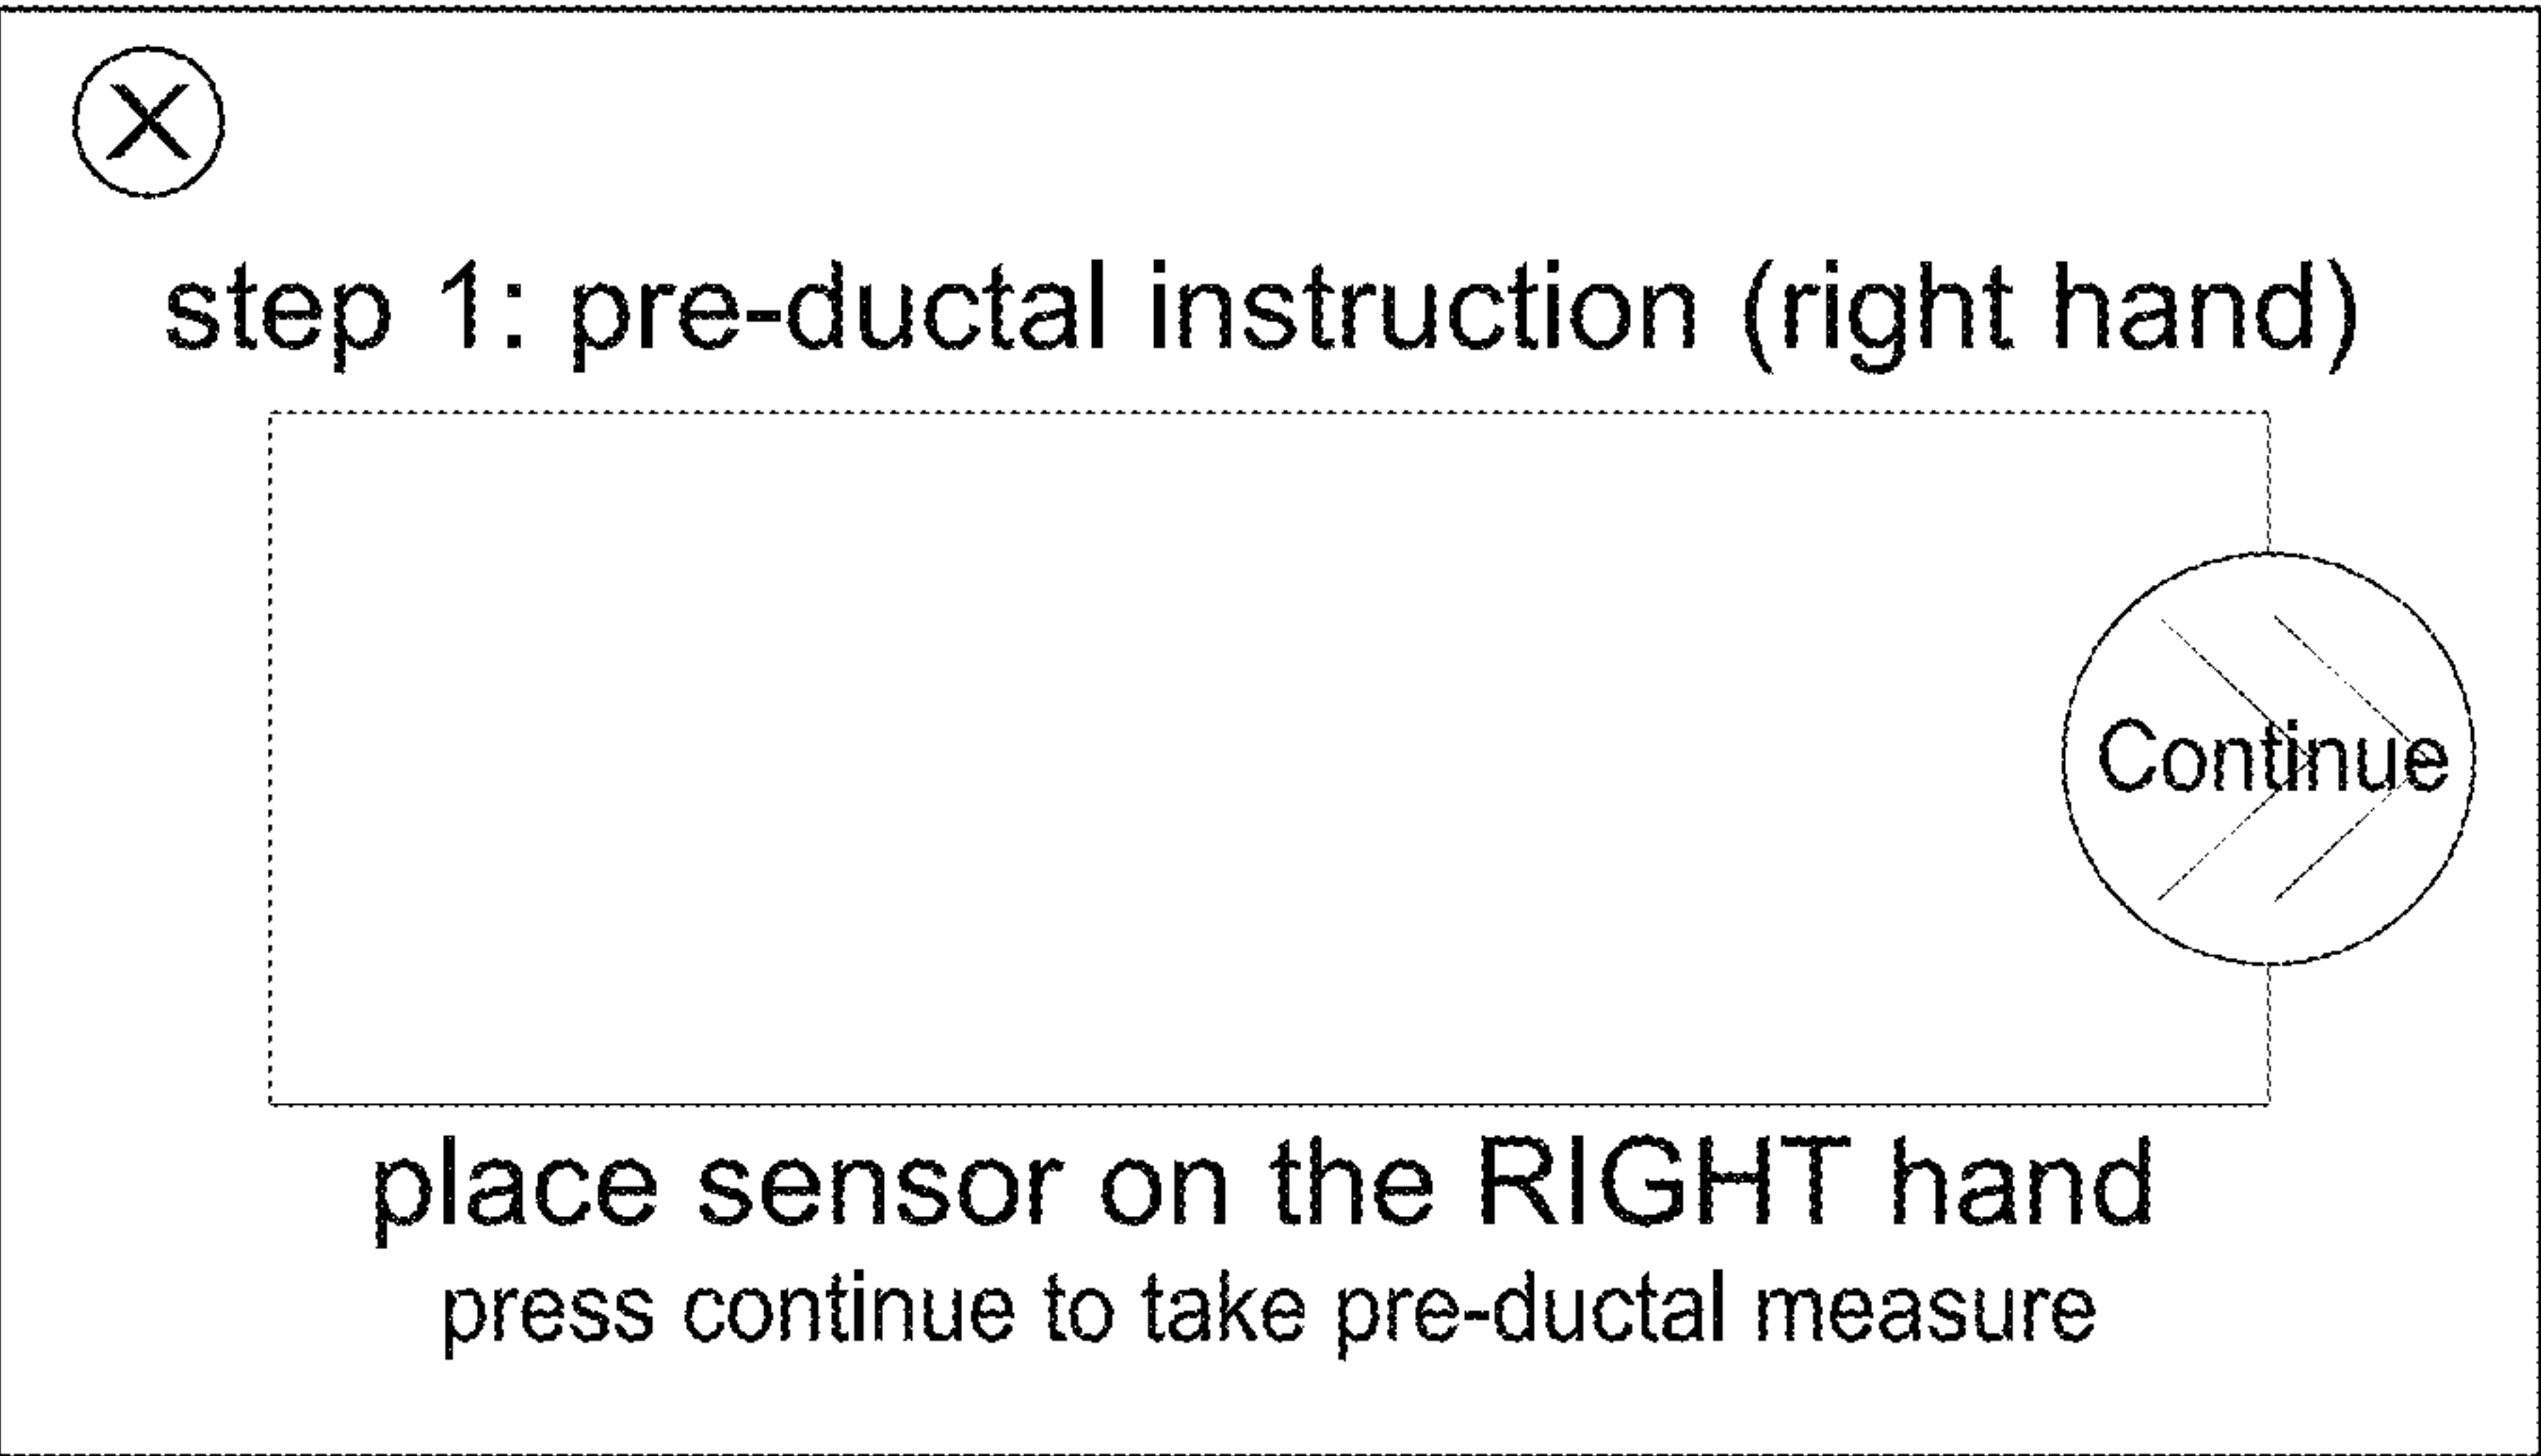 X
step 1: pre-ductal instruction (right hand)
Continue
place sensor on the RIGHT hand
press continue to take pre-ductal measure